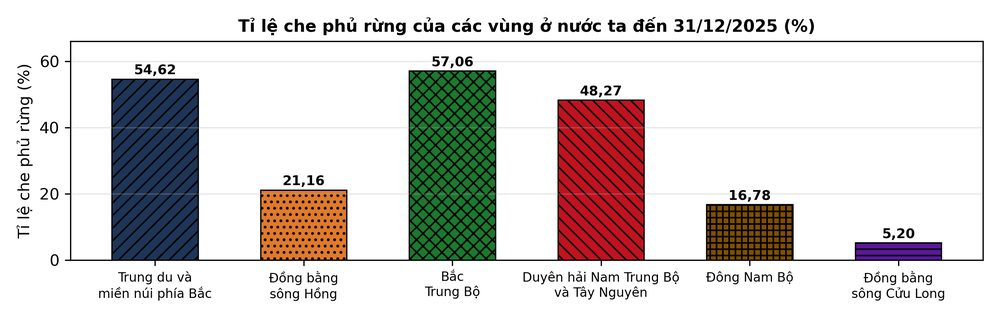 Tỉ lệ che phủ rừng của các vùng ở nước ta đến 31/12/2025 (%)
Tỉ lệ che phủ rừng (%)
60
40
20
0
54,62
21,16
57,06
48,27
16,78
5,20
Trung du và
miền núi phía Bắc
Đồng bằng
sông Hồng
Bắc
Trung Bộ
Duyên hải Nam Trung Bộ
và Tây Nguyên
Đông Nam Bộ
Đồng bằng
sông Cửu Long